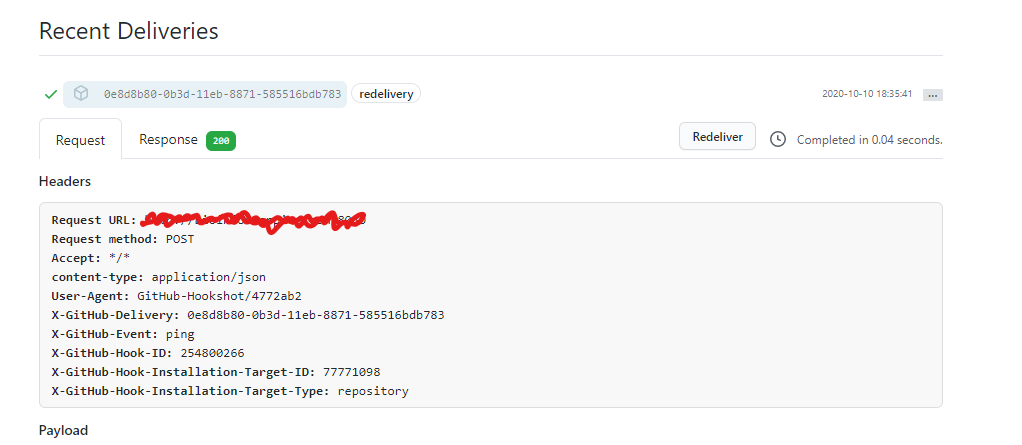 Recent Deliveries
0e8d8b80-0b3d-11eb-8871-585516bdb783 redelivery 2020-10-10 18:35:41 ...
Request Response 200 Redeliver Completed in 0.04 seconds.
Headers
Request URL:
Request method: POST
Accept: */*
content-type: application/json
User-Agent: GitHub-Hookshot/4772ab2
X-GitHub-Delivery: 0e8d8b80-0b3d-11eb-8871-585516bdb783
X-GitHub-Event: ping
X-GitHub-Hook-ID: 254800266
X-GitHub-Hook-Installation-Target-ID: 77771098
X-GitHub-Hook-Installation-Target-Type: repository
Payload